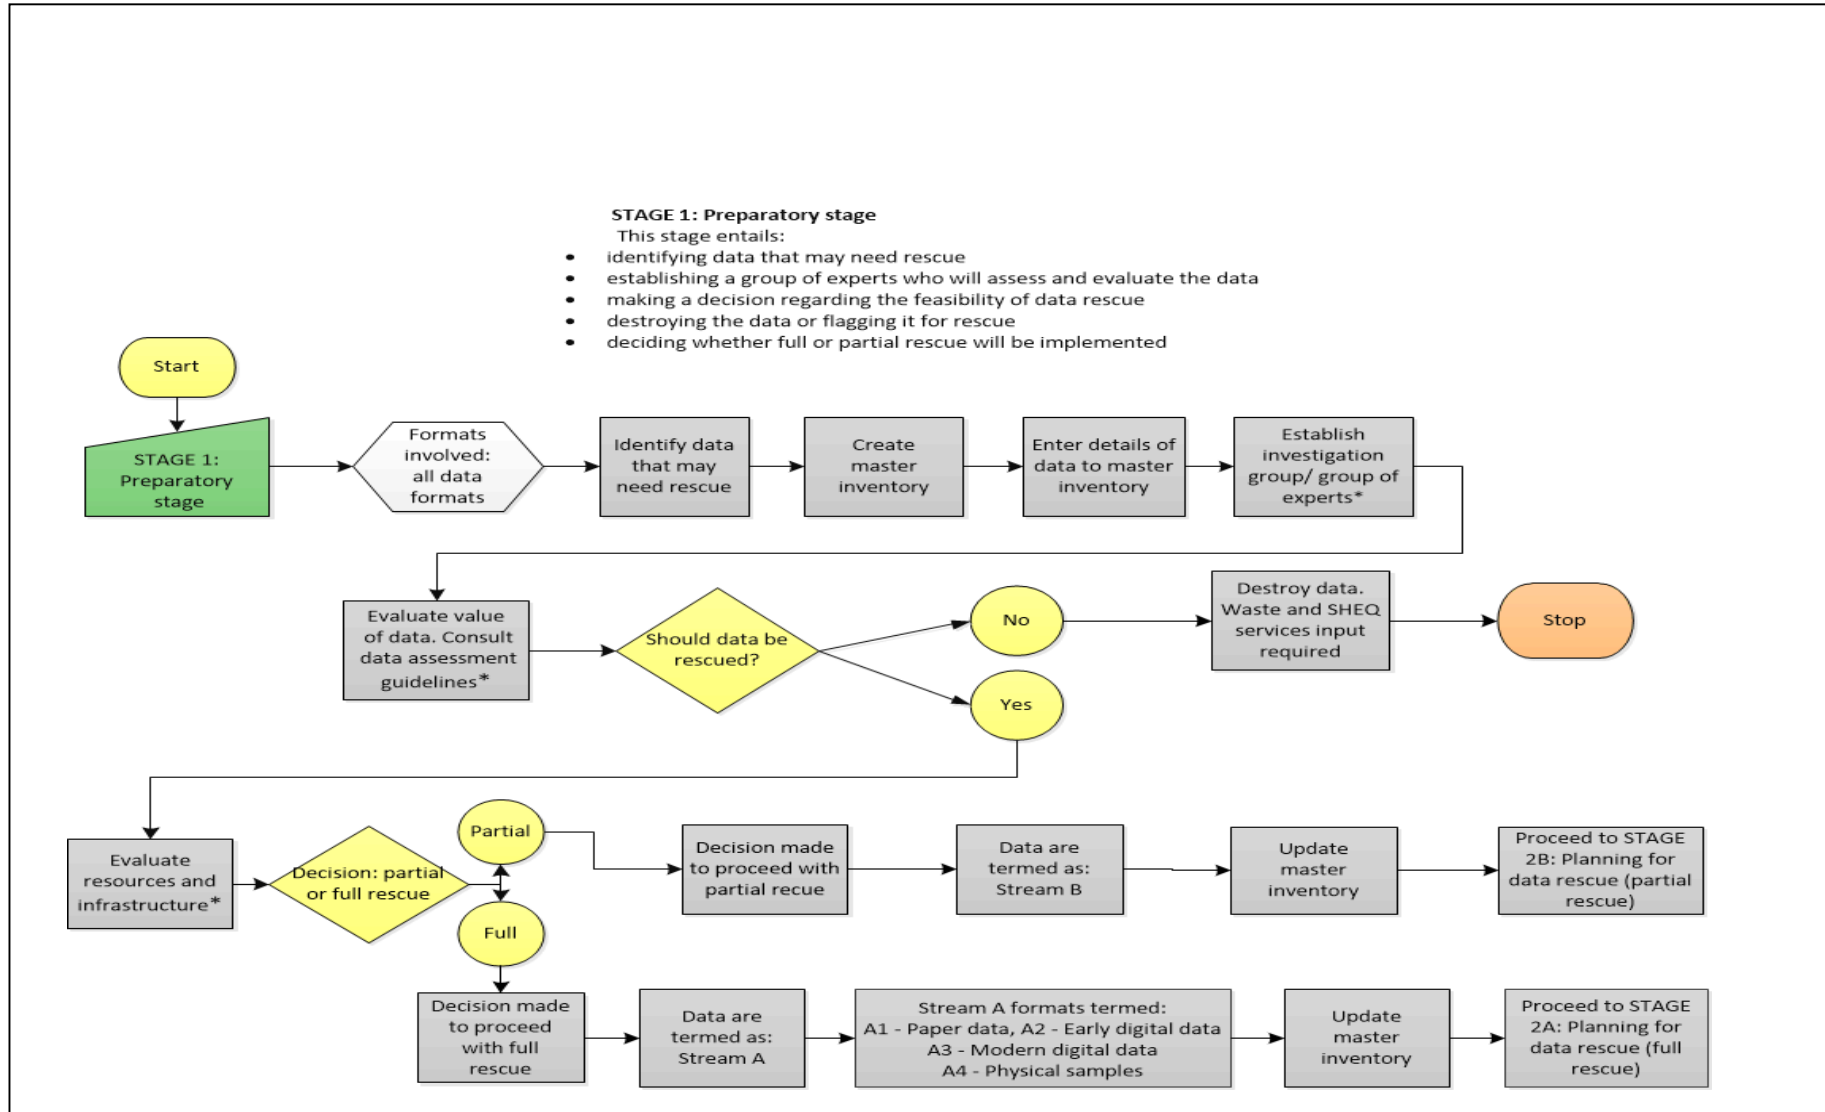 STAGE 1: Preparatory stage
This stage entails:
• identifying data that may need rescue
• establishing a group of experts who will assess and evaluate the data
• making a decision regarding the feasibility of data rescue
• destroying the data or flagging it for rescue
• deciding whether full or partial rescue will be implemented
Start
STAGE 1:
Preparatory
stage
Formats
involved:
all data
formats
Identify data
that may
need rescue
Create
master
inventory
Enter details of
data to master
inventory
Establish
investigation
group/ group of
experts*
Evaluate value
of data. Consult
data assessment
guidelines*
Should data be
rescued?
No
Destroy data.
Waste and SHEQ
services input
required
Stop
Yes
Evaluate
resources and
infrastructure*
Decision: partial
or full rescue
Partial
Decision made
to proceed with
partial recue
Data are
termed as:
Stream B
Update
master
inventory
Proceed to STAGE
2B: Planning for
data rescue (partial
rescue)
Full
Decision made
to proceed
with full
rescue
Data are
termed as:
Stream A
Stream A formats termed:
A1 - Paper data, A2 - Early digital data
A3 - Modern digital data
A4 - Physical samples
Update
master
inventory
Proceed to STAGE
2A: Planning for
data rescue (full
rescue)